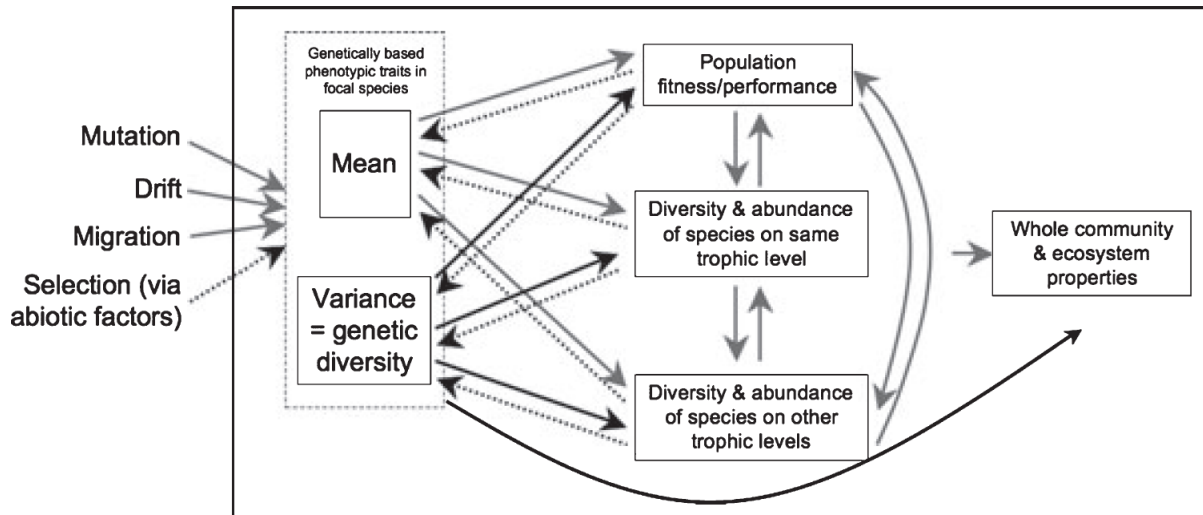 Genetically based
phenotypic traits in
focal species
Mean
Variance
= genetic
diversity
Mutation
Drift
Migration
Selection (via
abiotic factors)
Population
fitness/performance
Diversity & abundance
of species on same
trophic level
Diversity & abundance
of species on other
trophic levels
Whole community
& ecosystem
properties